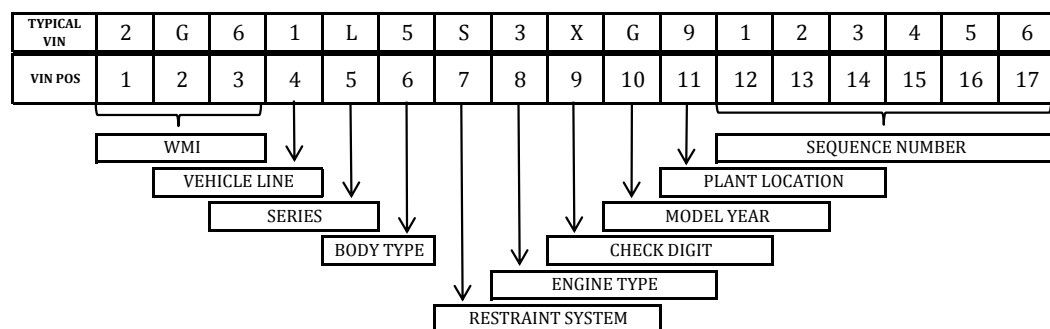 TYPICAL VIN 2 G 6 1 L 5 S 3 X G 9 1 2 3 4 5 6
VIN POS 1 2 3 4 5 6 7 8 9 10 11 12 13 14 15 16 17
WMI SEQUENCE NUMBER
VEHICLE LINE PLANT LOCATION
SERIES MODEL YEAR
BODY TYPE CHECK DIGIT
ENGINE TYPE
RESTRAINT SYSTEM